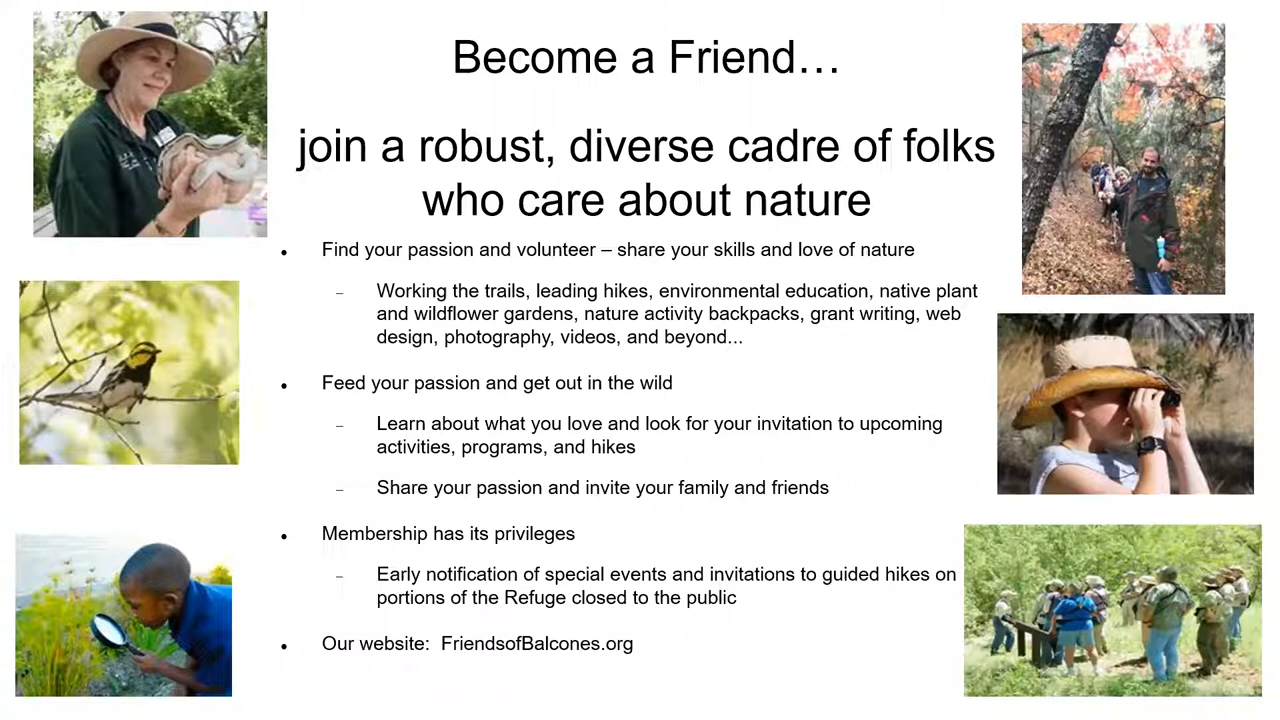 Become a Friend…
join a robust, diverse cadre of folks
who care about nature
• Find your passion and volunteer – share your skills and love of nature
– Working the trails, leading hikes, environmental education, native plant
and wildflower gardens, nature activity backpacks, grant writing, web
design, photography, videos, and beyond...
• Feed your passion and get out in the wild
– Learn about what you love and look for your invitation to upcoming
activities, programs, and hikes
– Share your passion and invite your family and friends
• Membership has its privileges
– Early notification of special events and invitations to guided hikes on
portions of the Refuge closed to the public
• Our website:  FriendsofBalcones.org